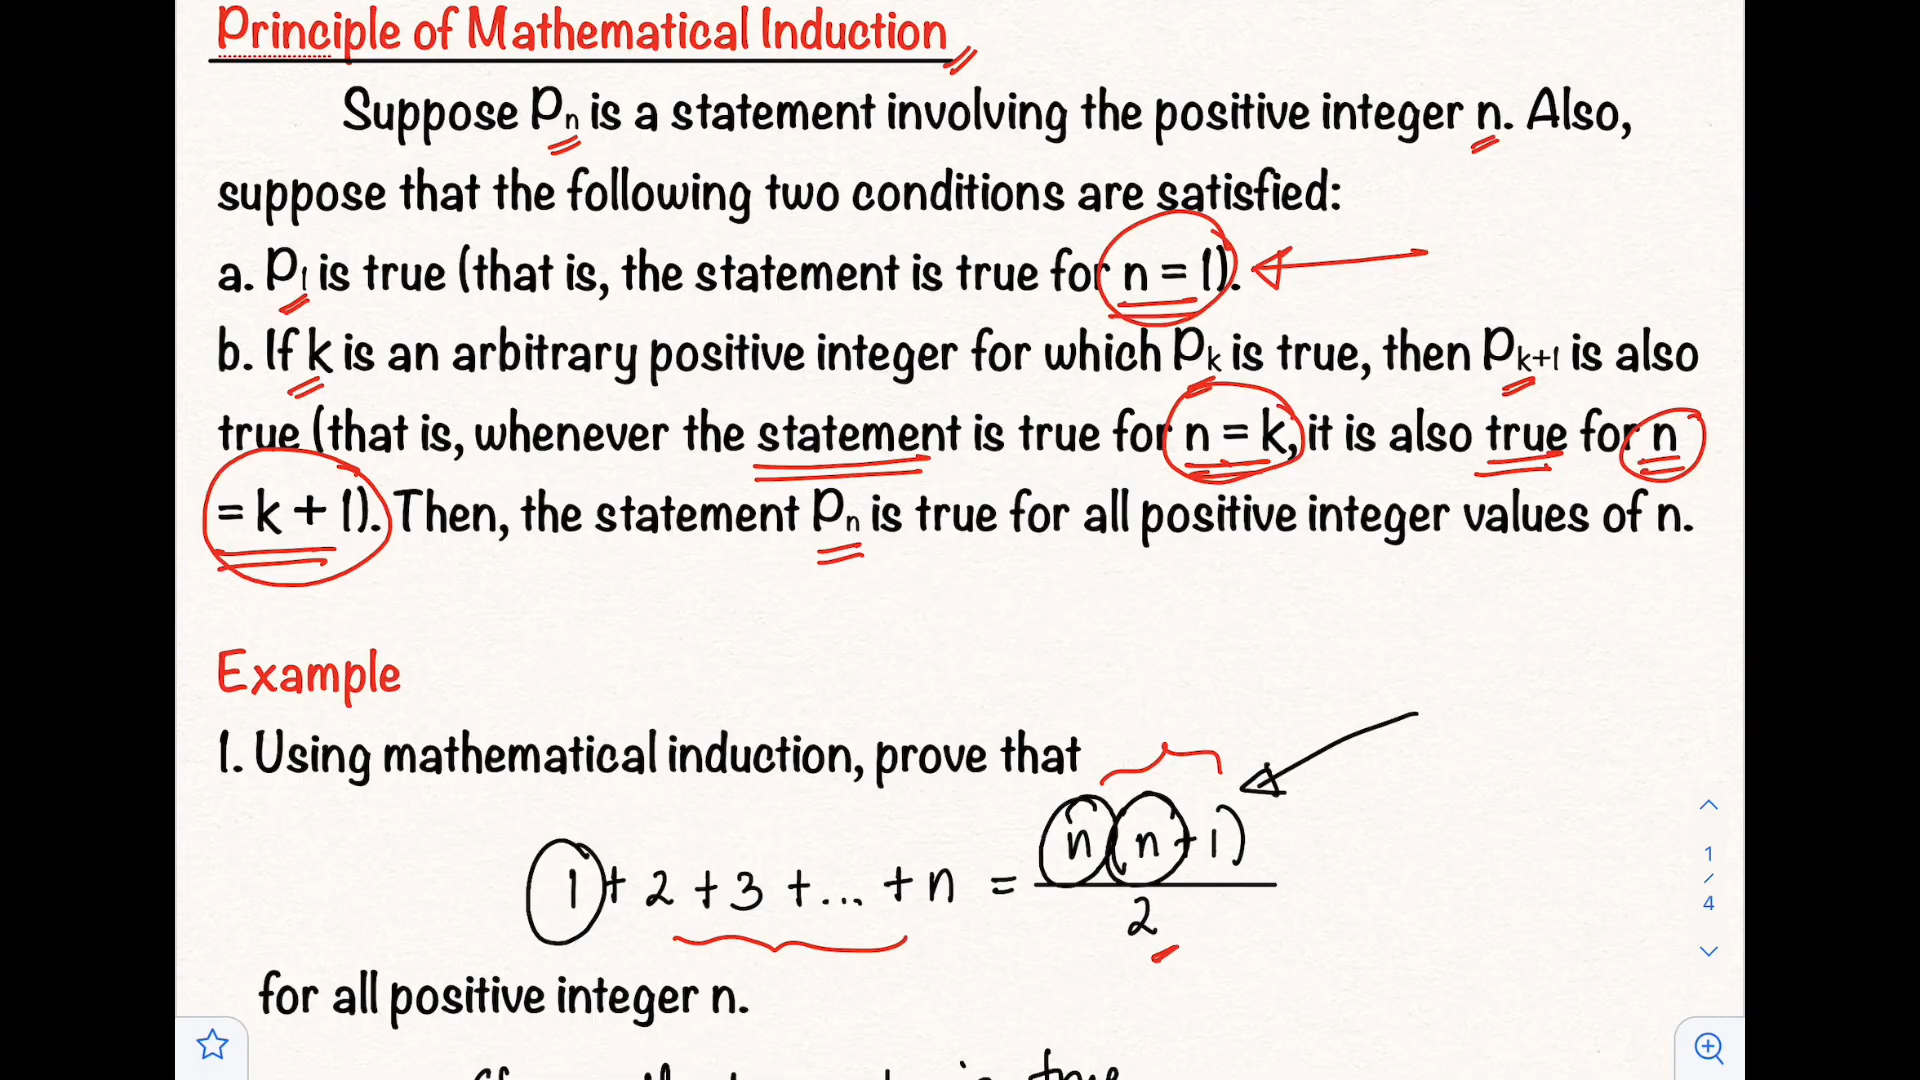 Principle of Mathematical Induction
Suppose Pn is a statement involving the positive integer n. Also,
suppose that the following two conditions are satisfied:
a. P1 is true (that is, the statement is true for n = 1).
b. If k is an arbitrary positive integer for which Pk is true, then Pk+1 is also
true (that is, whenever the statement is true for n = k, it is also true for n
= k + 1). Then, the statement Pn is true for all positive integer values of n.
Example
1. Using mathematical induction, prove that
1 + 2 + 3 + ... + n = n(n+1)
2
for all positive integer n.
is true
1
/
4